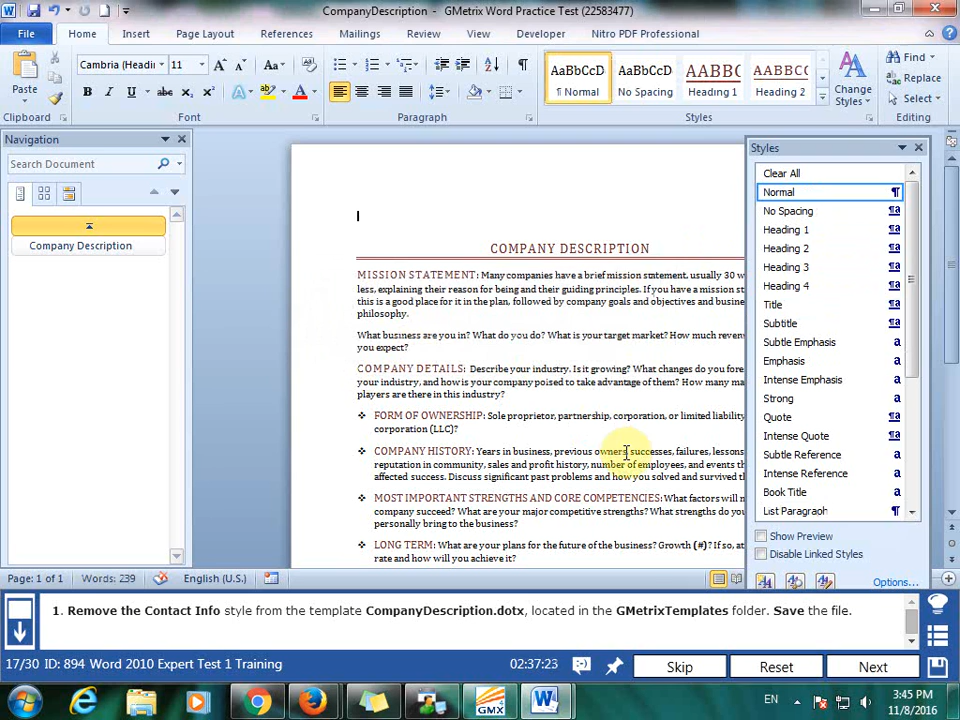 CompanyDescription - GMetrix Word Practice Test (22583477)
File Home Insert Page Layout References Mailings Review View Developer Nitro PDF Professional
Paste
Clipboard
Cambria (Headin 11
Font
Paragraph
AaBbCcD AaBbCcD AABBCC AABBCC
¶ Normal No Spacing Heading 1 Heading 2
Change Styles
Styles
Find
Replace
Select
Editing
Navigation
Search Document
Company Description
COMPANY DESCRIPTION
MISSION STATEMENT: Many companies have a brief mission statement, usually 30 w
less, explaining their reason for being and their guiding principles. If you have a mission st
this is a good place for it in the plan, followed by company goals and objectives and busine
philosophy.
What business are you in? What do you do? What is your target market? How much reven
you expect?
COMPANY DETAILS: Describe your industry. Is it growing? What changes do you fore
your industry, and how is your company poised to take advantage of them? How many ma
players are there in this industry?
❖ FORM OF OWNERSHIP: Sole proprietor, partnership, corporation, or limited liability
corporation (LLC)?
❖ COMPANY HISTORY: Years in business, previous owners, successes, failures, lessons
reputation in community, sales and profit history, number of employees, and events th
affected success. Discuss significant past problems and how you solved and survived th
❖ MOST IMPORTANT STRENGTHS AND CORE COMPETENCIES: What factors will m
company succeed? What are your major competitive strengths? What strengths do yo
personally bring to the business?
❖ LONG TERM: What are your plans for the future of the business? Growth (#)? If so, at
rate and how will you achieve it?
Styles
Clear All
Normal ¶
No Spacing ¶a
Heading 1 ¶a
Heading 2 ¶a
Heading 3 ¶a
Heading 4 ¶a
Title ¶a
Subtitle ¶a
Subtle Emphasis a
Emphasis a
Intense Emphasis a
Strong a
Quote ¶a
Intense Quote ¶a
Subtle Reference a
Intense Reference a
Book Title a
List Paragraph ¶
Show Preview
Disable Linked Styles
Options...
Page: 1 of 1 Words: 239 English (U.S.)
1. Remove the Contact Info style from the template CompanyDescription.dotx, located in the GMetrixTemplates folder. Save the file.
17/30 ID: 894 Word 2010 Expert Test 1 Training 02:37:23 Skip Reset Next
GMX
EN
3:45 PM
11/8/2016